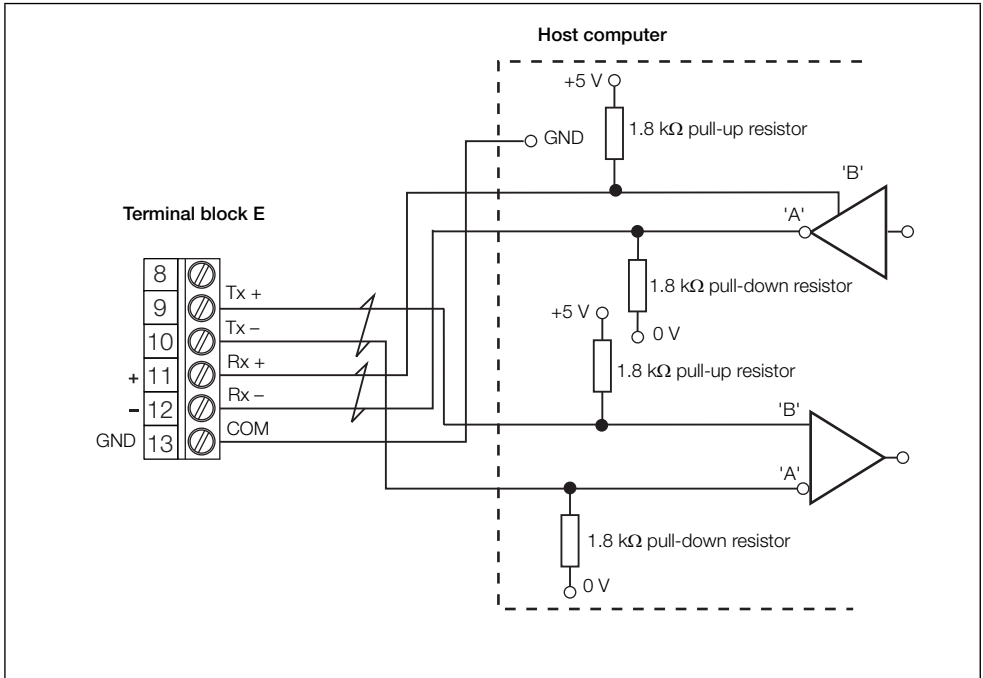 Host computer
+5 V
1.8 kΩ pull-up resistor
GND
'B'
Terminal block E
'A'
8
Tx +
9
1.8 kΩ pull-down resistor
+5 V
Tx –
10
0 V
Rx +
+ 11
1.8 kΩ pull-up resistor
Rx –
– 12
'B'
COM
GND 13
'A'
1.8 kΩ pull-down resistor
0 V